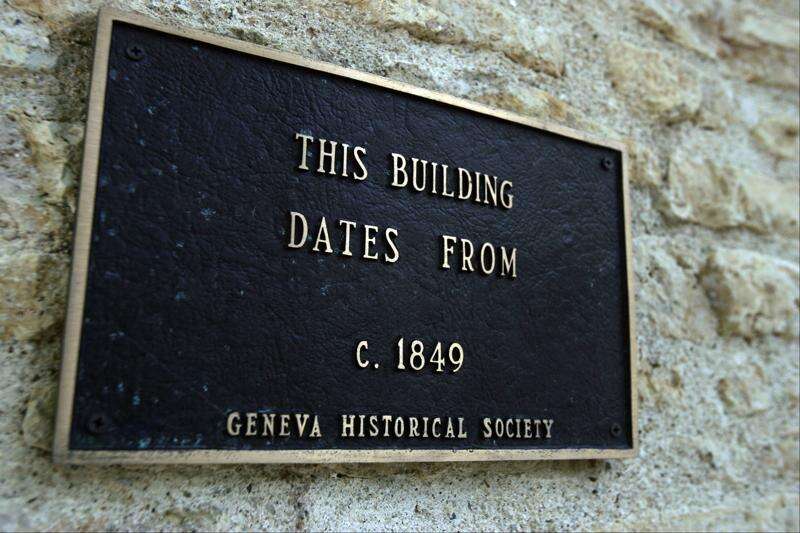 THIS BUILDING
DATES FROM
c. 1849
GENEVA HISTORICAL SOCIETY